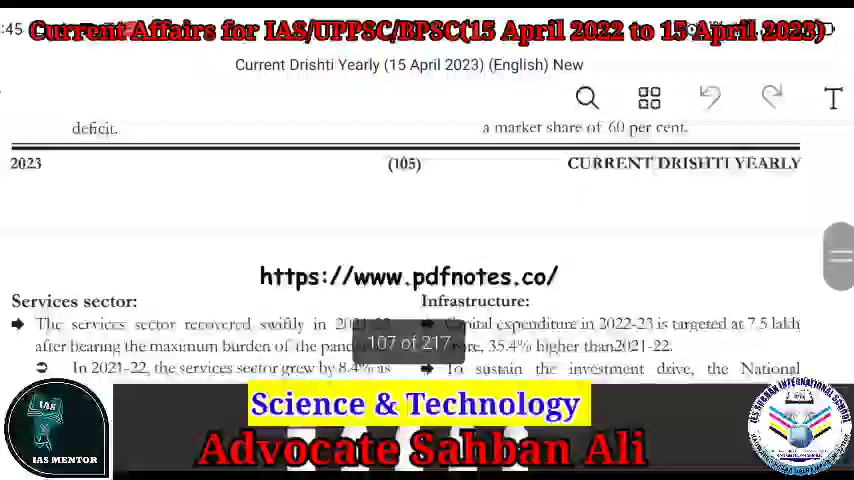 :45
Current Affairs for IAS/UPPSC/BPSC(15 April 2022 to 15 April 2023)
Current Drishti Yearly (15 April 2023) (English) New
T
deficit.
a market share of 60 per cent.
2023
(105)
CURRENT DRISHTI YEARLY
https://www.pdfnotes.co/
Services sector:
The services sector recovered swiftly in 2021-22
after bearing the maximum burden of the
In 2021-22, the services sector grew by 8.4% as
Infrastructure:
Capital expenditure in 2022-23 is targeted at 7.5 lakh
35.4% higher than2021-22.
To sustain the investment drive, the National
107 of 217
Science & Technology
Advocate Sahban Ali
IAS
IAS MENTOR